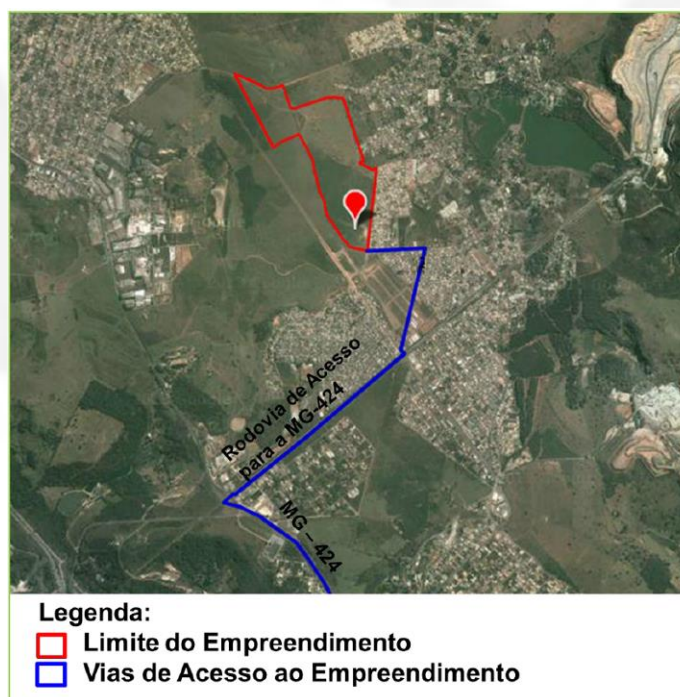 Rodovia de Acesso
para a MG-424
MG – 424
Legenda:
Limite do Empreendimento
Vias de Acesso ao Empreendimento